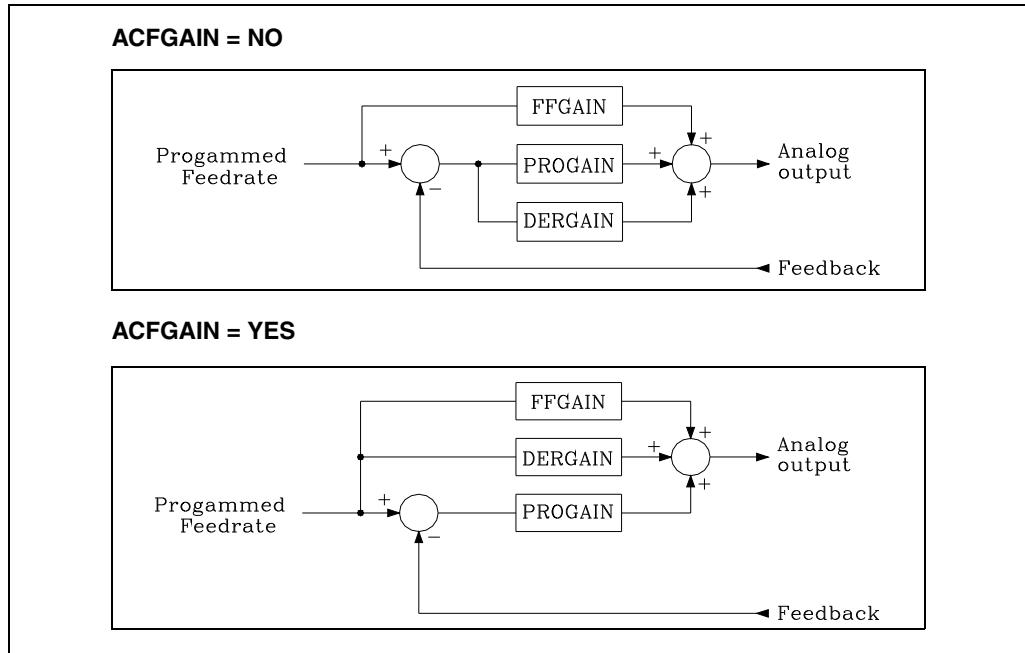 ACFGAIN = NO
FFGAIN
+
Progammed
Feedrate
+
−
PROGAIN
+
Analog
output
DERGAIN
+
Feedback
ACFGAIN = YES
FFGAIN
+
DERGAIN
+
Analog
output
Progammed
Feedrate
+
−
PROGAIN
+
Feedback